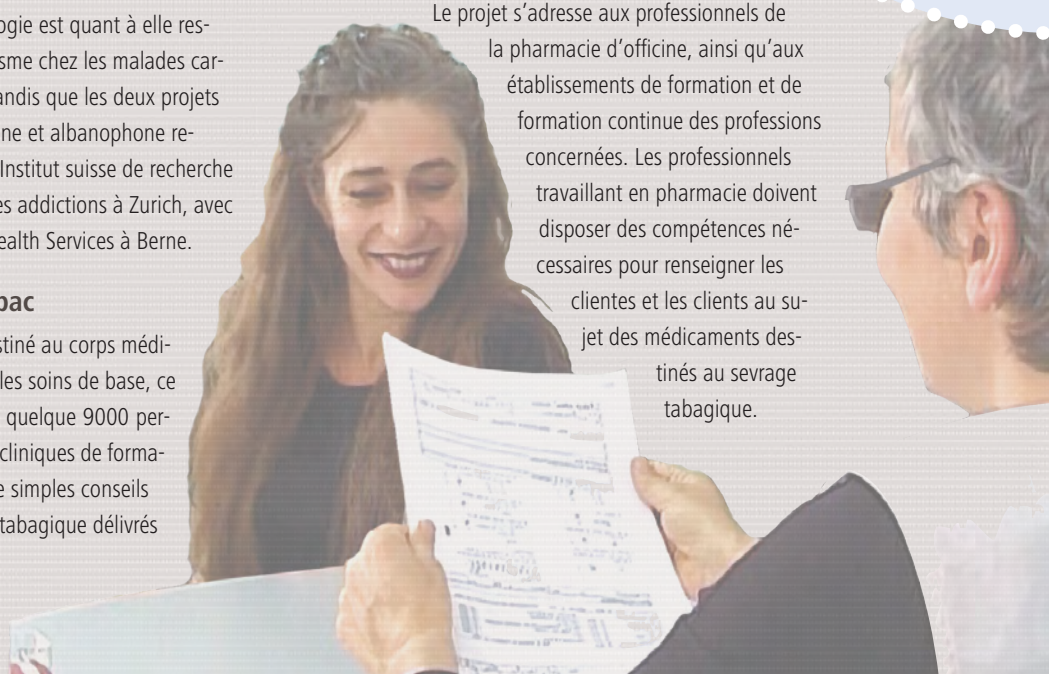 ogie est quant à elle res-
sme chez les malades car-
andis que les deux projets
ne et albanophone re-
Institut suisse de recherche
es addictions à Zurich, avec
ealth Services à Berne.
bac
stiné au corps médi-
les soins de base, ce
quelque 9000 per-
cliniques de forma-
e simples conseils
tabagique délivrés
Le projet s’adresse aux professionnels de
la pharmacie d’officine, ainsi qu’aux
établissements de formation et de
formation continue des professions
concernées. Les professionnels
travaillant en pharmacie doivent
disposer des compétences né-
cessaires pour renseigner les
clientes et les clients au su-
jet des médicaments des-
tinés au sevrage
tabagique.